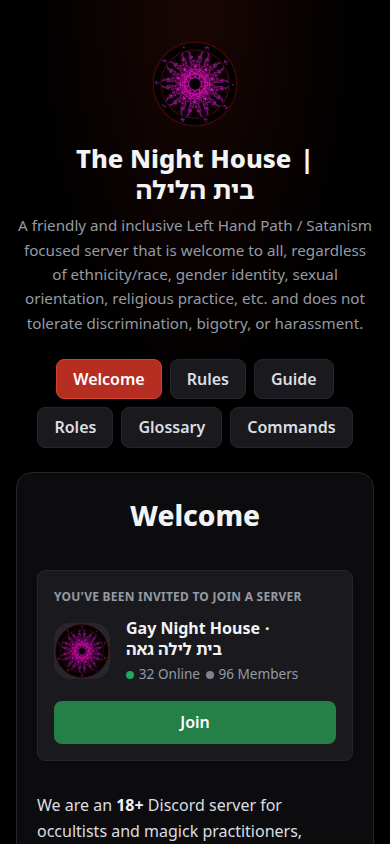 The Night House |
בית הלילה
A friendly and inclusive Left Hand Path / Satanism
focused server that is welcome to all, regardless
of ethnicity/race, gender identity, sexual
orientation, religious practice, etc. and does not
tolerate discrimination, bigotry, or harassment.
Welcome
Rules
Guide
Roles
Glossary
Commands
Welcome
YOU'VE BEEN INVITED TO JOIN A SERVER
Gay Night House ·
בית לילה גאה
32 Online
96 Members
Join
We are an 18+ Discord server for
occultists and magick practitioners,